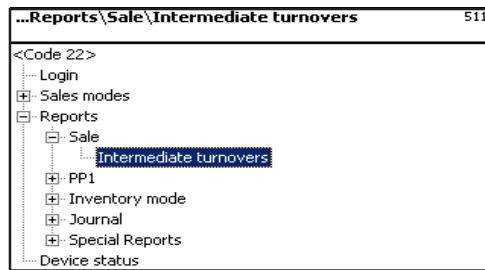 ...Reports\Sale\Intermediate turnovers 511
<Code 22>
Login
Sales modes
Reports
Sale
Intermediate turnovers
PP1
Inventory mode
Journal
Special Reports
Device status